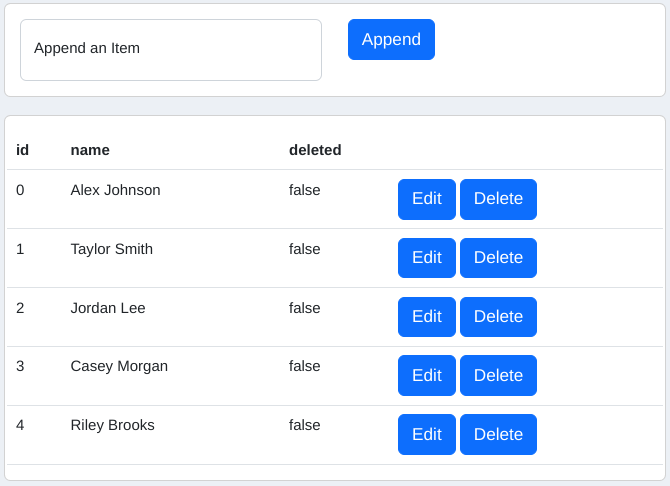 Append an Item Append
id name deleted
0 Alex Johnson false Edit Delete
1 Taylor Smith false Edit Delete
2 Jordan Lee false Edit Delete
3 Casey Morgan false Edit Delete
4 Riley Brooks false Edit Delete